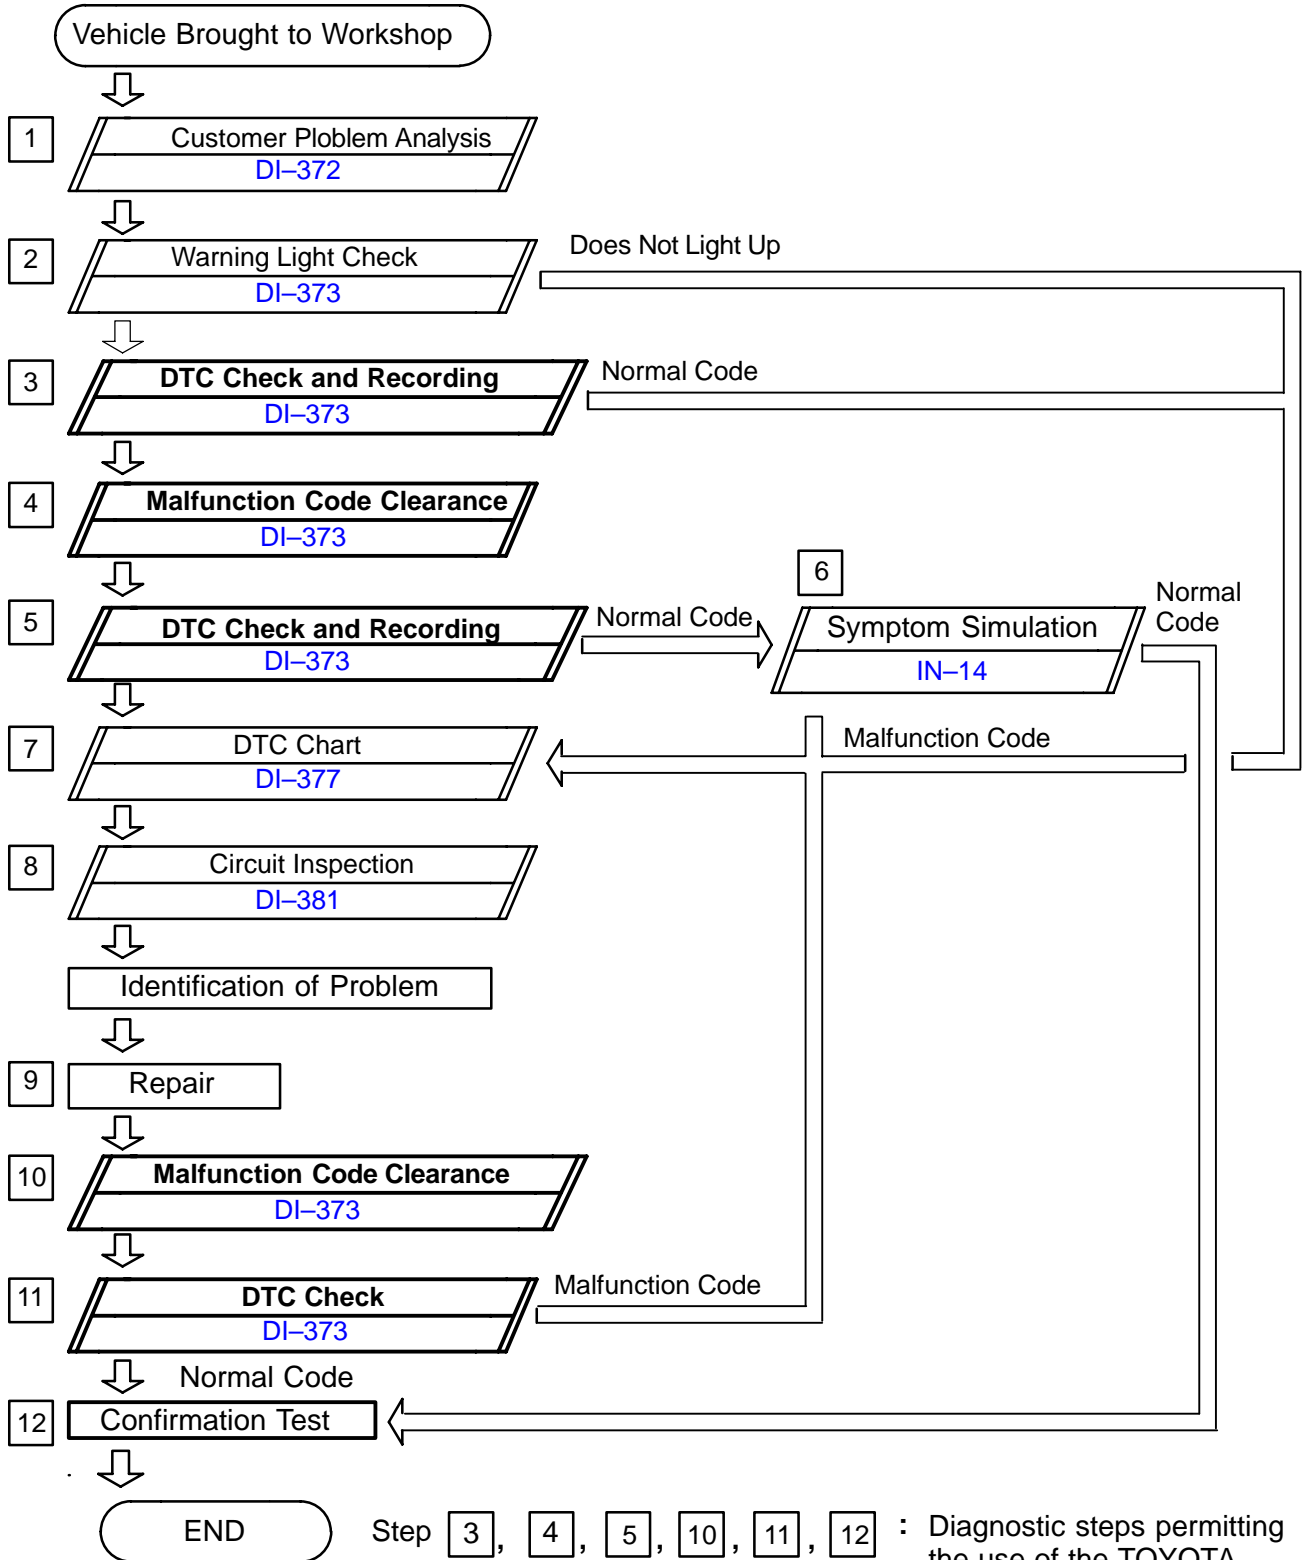 Vehicle Brought to Workshop
1
Customer Ploblem Analysis
DI–372
2
Warning Light Check
DI–373
Does Not Light Up
3
DTC Check and Recording
DI–373
Normal Code
4
Malfunction Code Clearance
DI–373
5
DTC Check and Recording
DI–373
Normal Code
6
Symptom Simulation
IN–14
Normal
Code
7
DTC Chart
DI–377
Malfunction Code
8
Circuit Inspection
DI–381
Identification of Problem
9
Repair
10
Malfunction Code Clearance
DI–373
11
DTC Check
DI–373
Malfunction Code
Normal Code
12
Confirmation Test
END
Step 3, 4, 5, 10, 11, 12 : Diagnostic steps permitting
the use of the TOYOTA